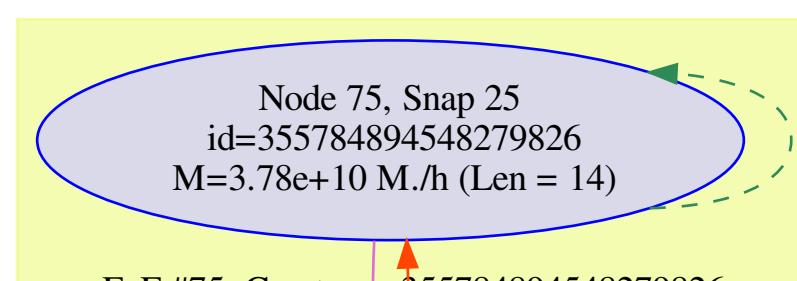 Node 75, Snap 25
id=355784894548279826
M=3.78e+10 M./h (Len = 14)